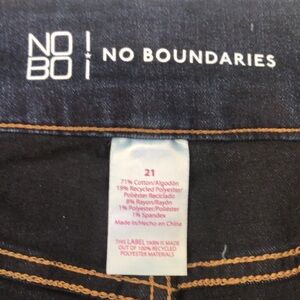 NO
BO
NO BOUNDARIES
21
71% Cotton/Algodón
19% Recycled Polyester/
Poliéster Reciclado
8% Rayon/Rayón
1% Polyester/Poliéster
1% Spandex
Made in/Hecho en China
THIS LABEL YARN IS MADE
OUT OF 100% RECYCLED
POLYESTER MATERIALS